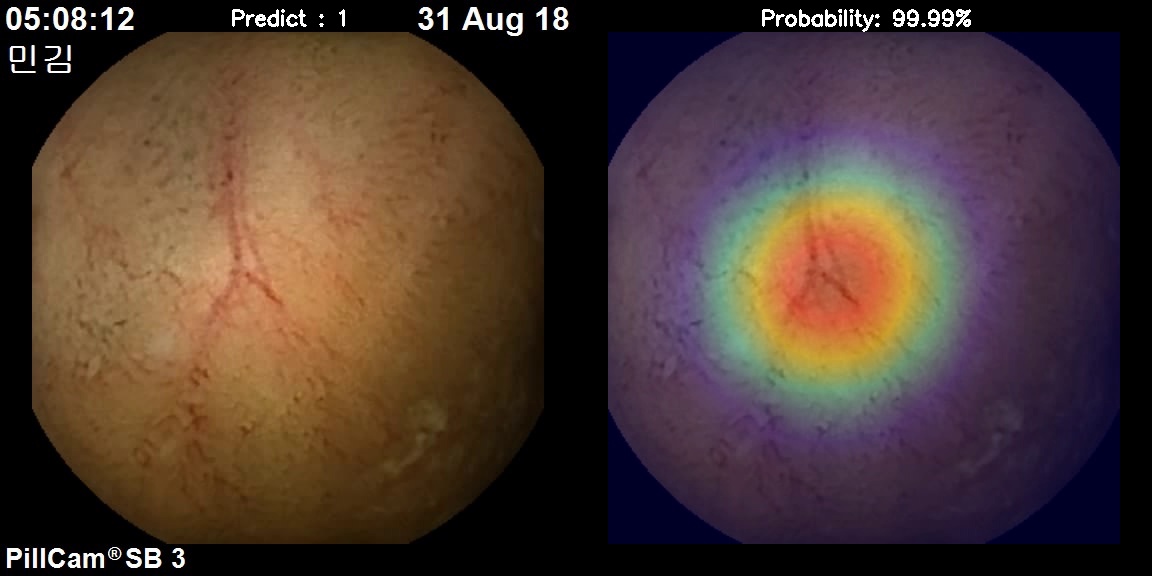 05:08:12
Predict : 1
31 Aug 18
Probability: 99.99%
민김
PillCam® SB 3